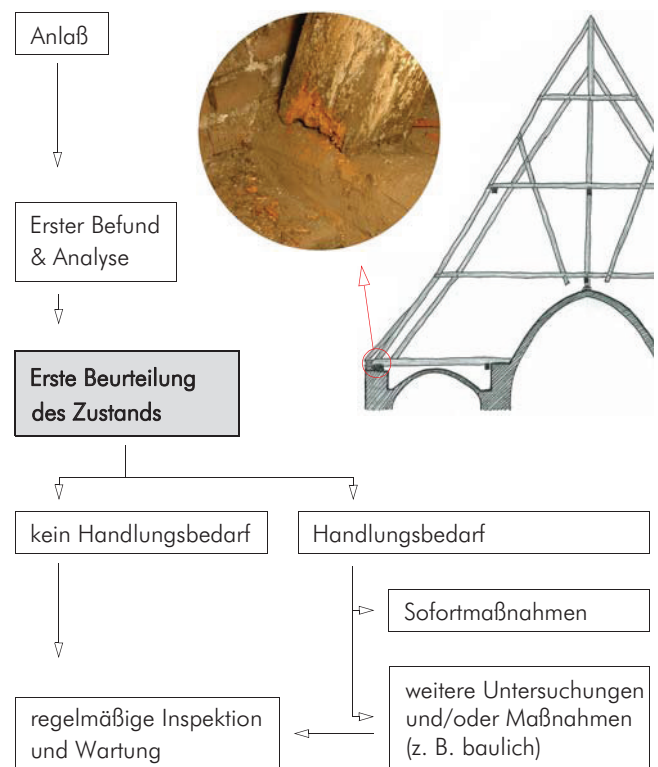 Anlaß
Erster Befund
& Analyse
Erste Beurteilung
des Zustands
kein Handlungsbedarf
Handlungsbedarf
Sofortmaßnahmen
weitere Untersuchungen
und/oder Maßnahmen
(z. B. baulich)
regelmäßige Inspektion
und Wartung